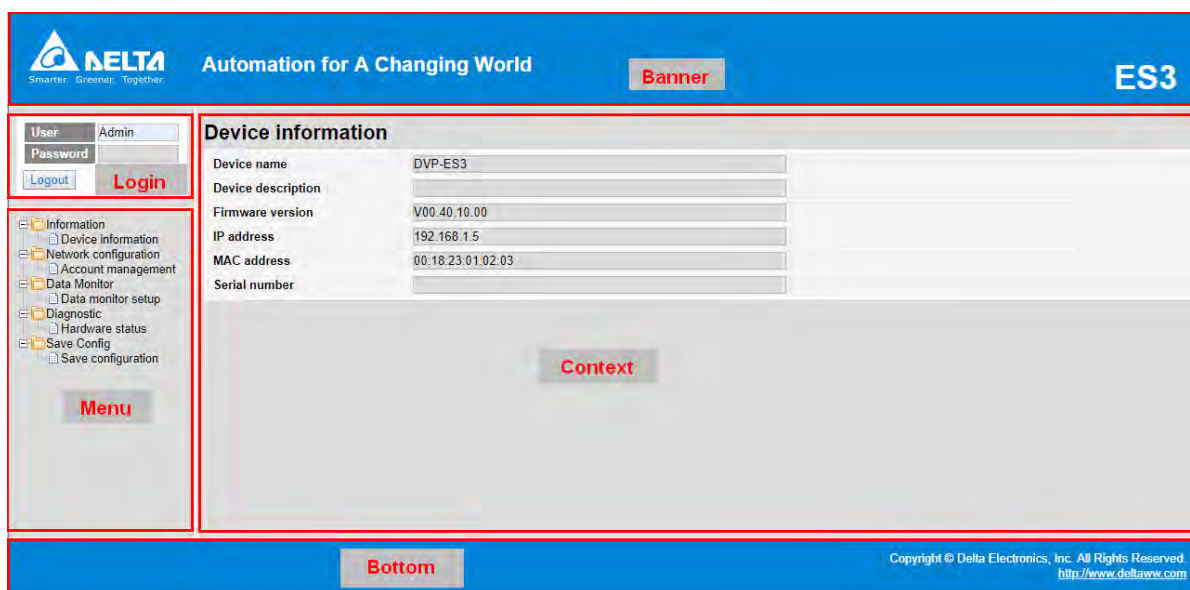 DELTA
Smarter. Greener. Together.
Automation for A Changing World
Banner
ES3
User Admin
Password
Logout
Login
Information
Device information
Network configuration
Account management
Data Monitor
Data monitor setup
Diagnostic
Hardware status
Save Config
Save configuration
Menu
Device information
Device name DVP-ES3
Device description
Firmware version V00.40.10.00
IP address 192.168.1.5
MAC address 00:18:23:01:02:03
Serial number
Context
Bottom
Copyright © Delta Electronics, Inc. All Rights Reserved.
http://www.deltaww.com